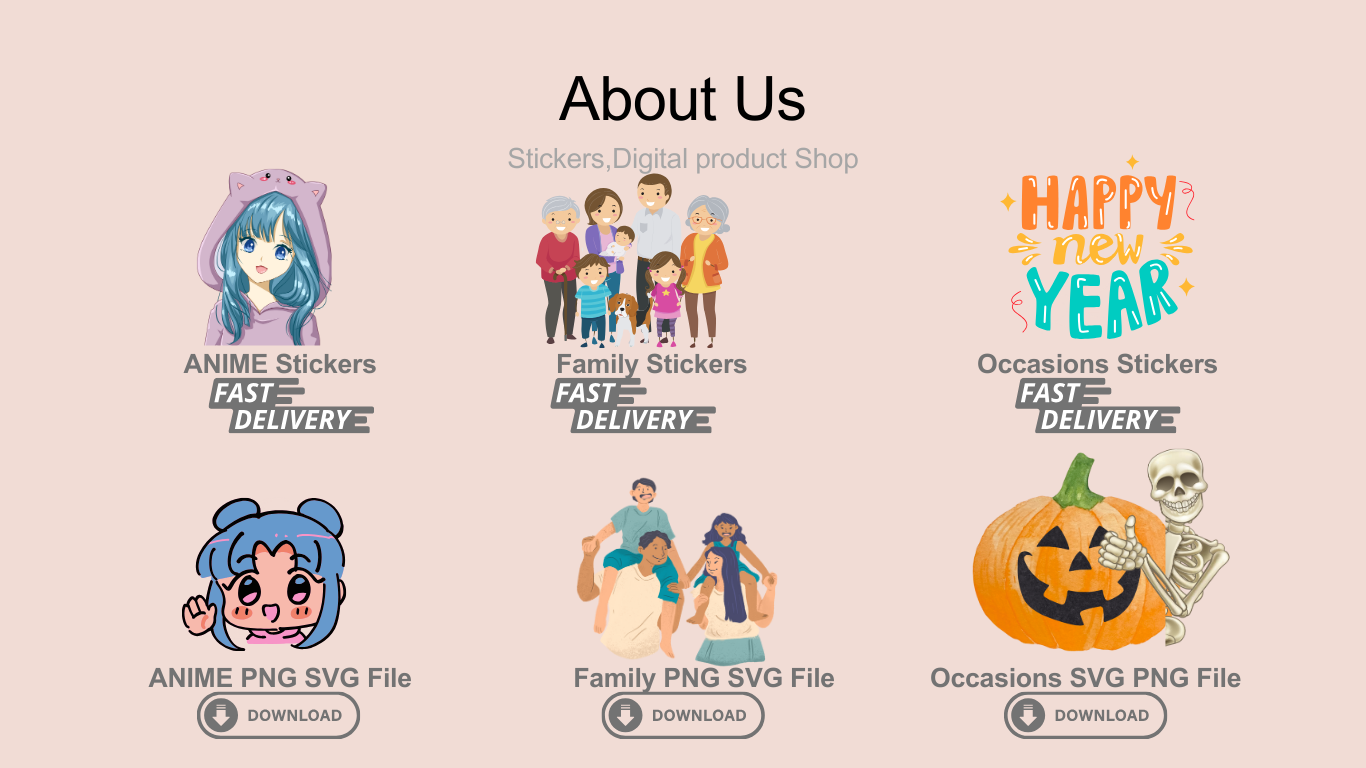 About Us
Stickers,Digital product Shop
HAPPY
new
YEAR
ANIME Stickers
Family Stickers
Occasions Stickers
FAST
DELIVERY
FAST
DELIVERY
FAST
DELIVERY
ANIME PNG SVG File
Family PNG SVG File
Occasions SVG PNG File
DOWNLOAD
DOWNLOAD
DOWNLOAD